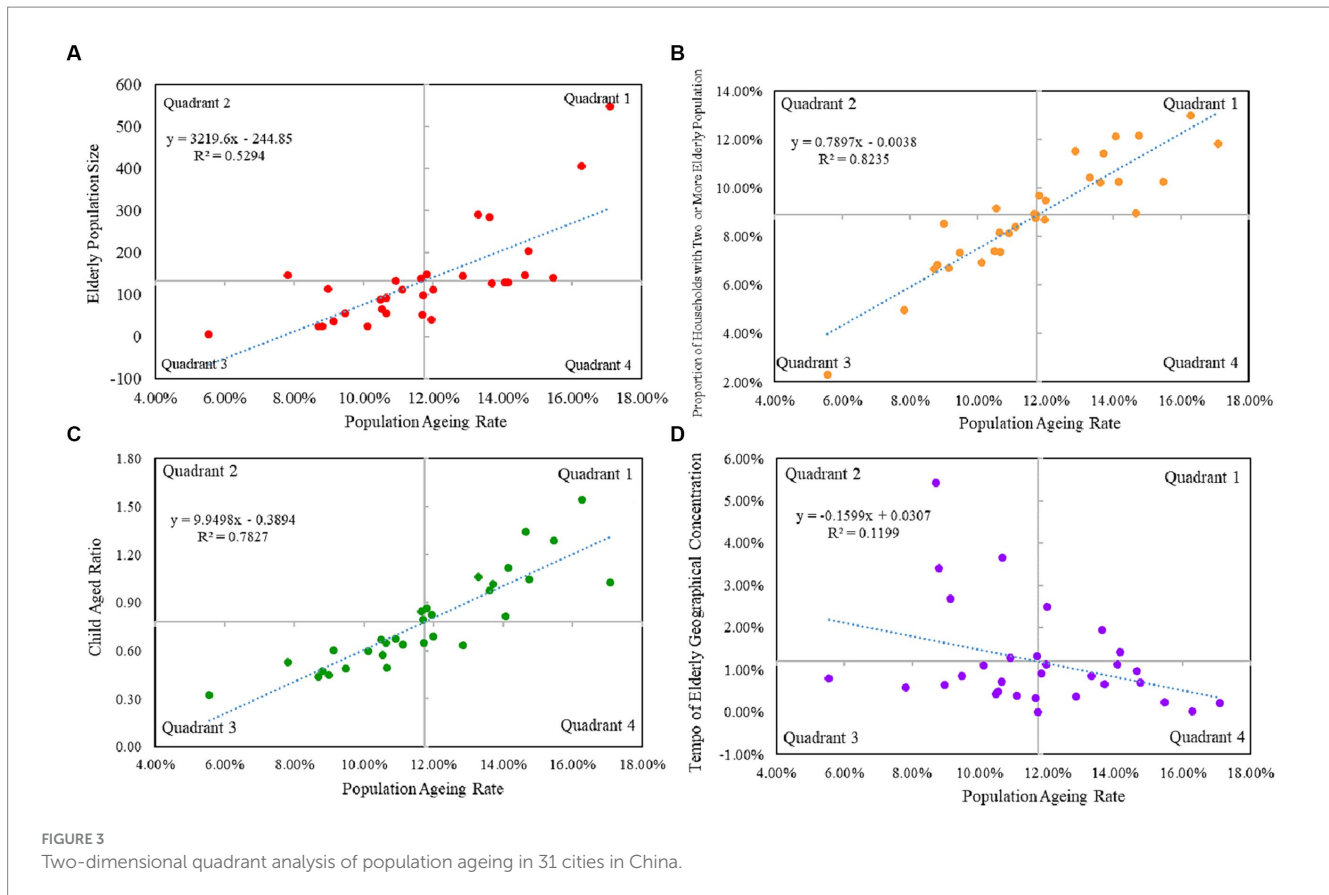 A
Elderly Population Size
600
500
400
300
200
100
0
-100
Quadrant 2
Quadrant 1
y = 3219.6x - 244.85
R² = 0.5294
Quadrant 3
Quadrant 4
4.00% 6.00% 8.00% 10.00% 12.00% 14.00% 16.00% 18.00%
Population Ageing Rate
B
Proportion of Households with Two or More Elderly Population
14.00%
12.00%
10.00%
8.00%
6.00%
4.00%
2.00%
Quadrant 2
Quadrant 1
y = 0.7897x - 0.0038
R² = 0.8235
Quadrant 3
Quadrant 4
4.00% 6.00% 8.00% 10.00% 12.00% 14.00% 16.00% 18.00%
Population Ageing Rate
C
Child Aged Ratio
1.80
1.50
1.20
0.90
0.60
0.30
0.00
Quadrant 2
Quadrant 1
y = 9.9498x - 0.3894
R² = 0.7827
Quadrant 3
Quadrant 4
4.00% 6.00% 8.00% 10.00% 12.00% 14.00% 16.00% 18.00%
Population Ageing Rate
D
Tempo of Elderly Geographical Concentration
6.00%
5.00%
4.00%
3.00%
2.00%
1.00%
0.00%
-1.00%
Quadrant 2
Quadrant 1
y = -0.1599x + 0.0307
R² = 0.1199
Quadrant 3
Quadrant 4
4.00% 6.00% 8.00% 10.00% 12.00% 14.00% 16.00% 18.00%
Population Ageing Rate
FIGURE 3
Two-dimensional quadrant analysis of population ageing in 31 cities in China.